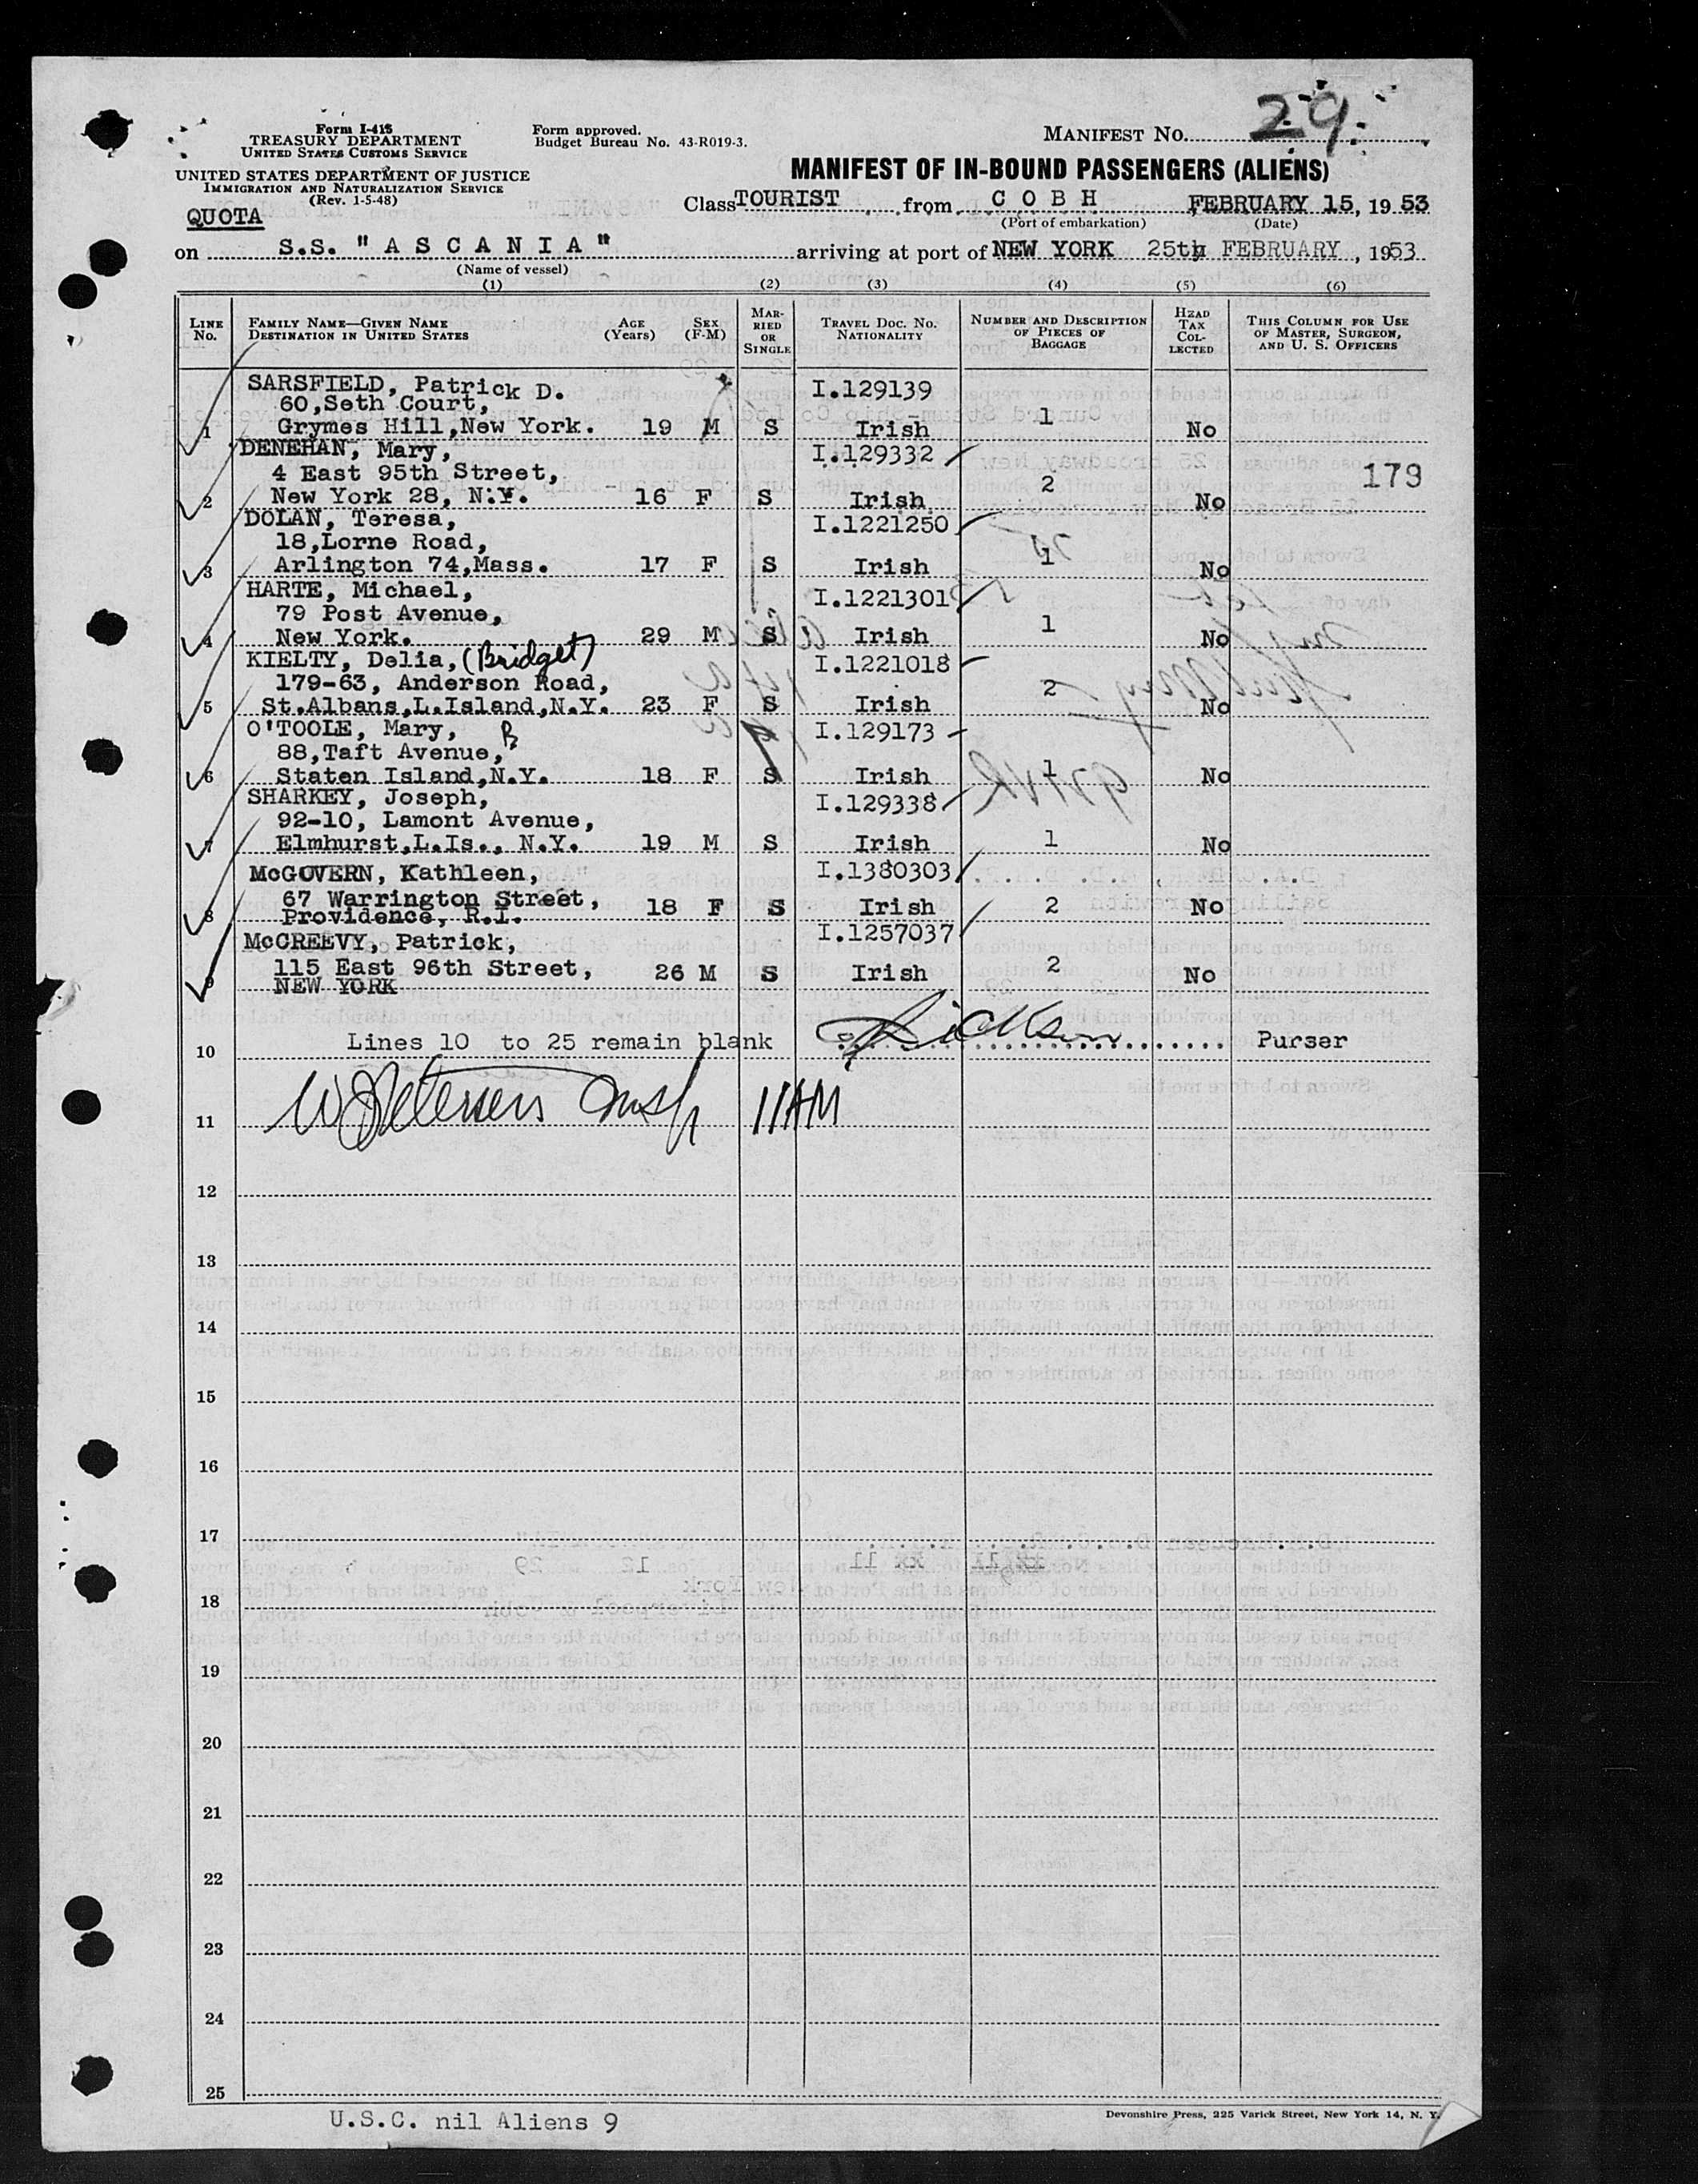 Form I-415
TREASURY DEPARTMENT
UNITED STATES CUSTOMS SERVICE
UNITED STATES DEPARTMENT OF JUSTICE
IMMIGRATION AND NATURALIZATION SERVICE
(Rev. 1-5-48)
QUOTA
Form approved.
Budget Bureau No. 43-R019-3.
MANIFEST NO. 29
MANIFEST OF IN-BOUND PASSENGERS (ALIENS)
Class TOURIST from C O B H FEBRUARY 15, 19 53
(Port of embarkation) (Date)
on S.S. " A S C A N I A " arriving at port of NEW YORK 25th FEBRUARY, 1953
(Name of vessel)
(1) (2) (3) (4) (5) (6)
LINE NO. FAMILY NAME—GIVEN NAME DESTINATION IN UNITED STATES AGE (Years) SEX (F-M) MARRIED OR SINGLE TRAVEL DOC. NO. NATIONALITY NUMBER AND DESCRIPTION OF PIECES OF BAGGAGE HEAD TAX COLLECTED THIS COLUMN FOR USE OF MASTER, SURGEON, AND U. S. OFFICERS
SARSFIELD, Patrick D. I.129139
60,Seth Court,
1 Grymes Hill,New York. 19 M S Irish 1 No
DENEHAN, Mary, I.129332
4 East 95th Street, 179
2 New York 28, N.Y. 16 F S Irish 2 No
DOLAN, Teresa, I.1221250
18,Lorne Road,
3 Arlington 74,Mass. 17 F S Irish 1 No
HARTE, Michael, I.1221301
79 Post Avenue,
4 New York. 29 M S Irish 1 No
KIELTY, Delia, (Bridget) I.1221018
179-63, Anderson Road,
5 St.Albans,L.Island,N.Y. 23 F S Irish 2 No
O'TOOLE, Mary, B I.129173
88,Taft Avenue,
6 Staten Island,N.Y. 18 F S Irish 1 No
SHARKEY, Joseph, I.129338
92-10, Lamont Avenue,
7 Elmhurst,L.Is., N.Y. 19 M S Irish 1 No
McGOVERN, Kathleen, I.1380303
67 Warrington Street,
8 Providence, R.I. 18 F S Irish 2 No
McCREEVY, Patrick, I.1257037
115 East 96th Street,
9 NEW YORK 26 M S Irish 2 No
10 Lines 10 to 25 remain blank Purser
11 11AM
12
13
14
15
16
17
18
19
20
21
22
23
24
25
U.S.C. nil Aliens 9
Devonshire Press, 225 Varick Street, New York 14, N. Y.